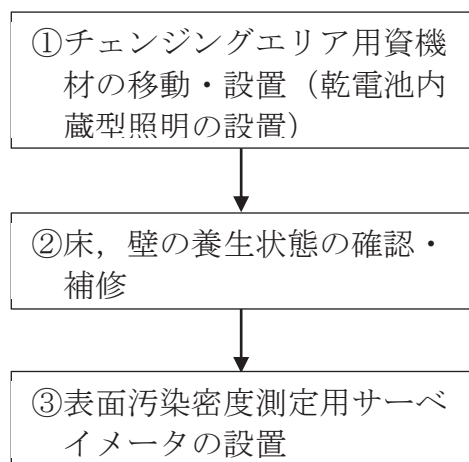 ①チェンジングエリア用資機
材の移動・設置（乾電池内
蔵型照明の設置）
②床，壁の養生状態の確認・
補修
③表面汚染密度測定用サーベ
イメータの設置